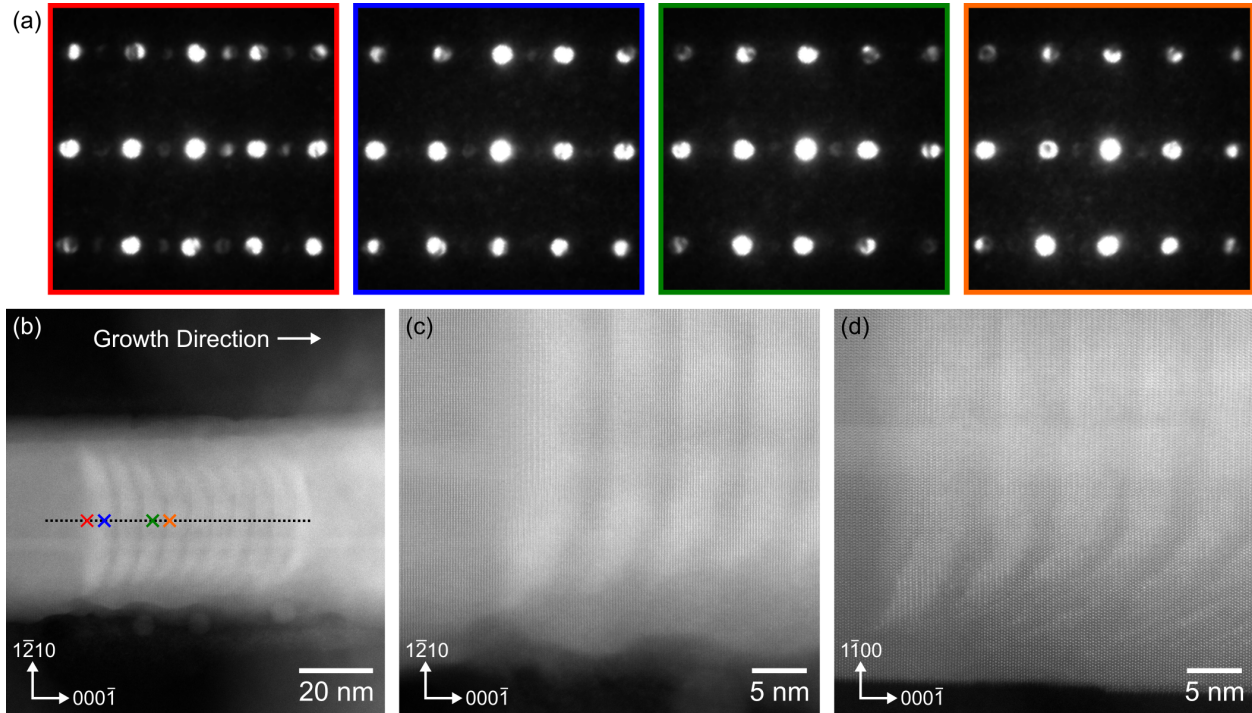 (a)
(b)
Growth Direction
12̄10
0001̄
20 nm
(c)
12̄10
0001̄
5 nm
(d)
11̄00
0001̄
5 nm